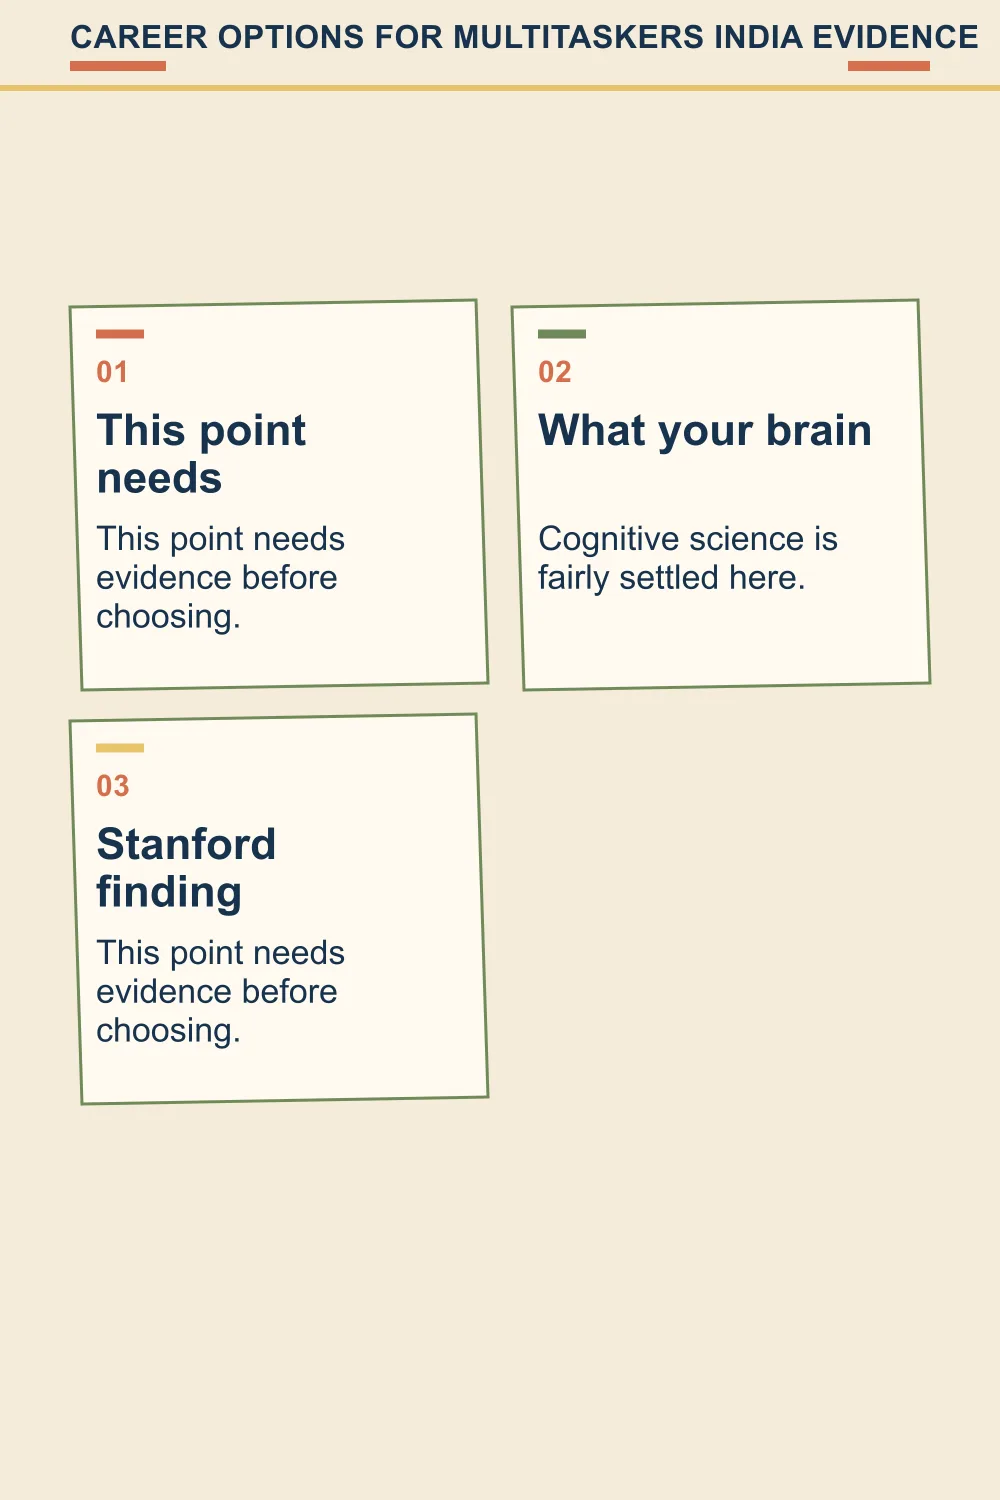 CAREER OPTIONS FOR MULTITASKERS INDIA EVIDENCE
01
This point
needs
This point needs
evidence before
choosing.
02
What your brain
Cognitive science is
fairly settled here.
03
Stanford
finding
This point needs
evidence before
choosing.